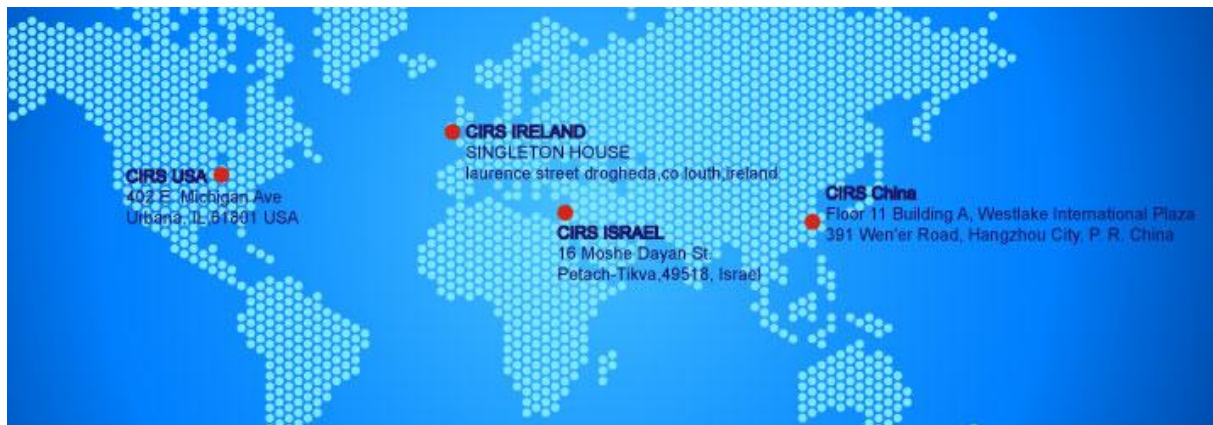 CIRS IRELAND
SINGLETON HOUSE
laurence street drogheda,co louth,ireland
CIRS USA
402 E. Michigan Ave
Urbana, IL,61801 USA
CIRS China
Floor 11 Building A, Westlake International Plaza
391 Wen'er Road, Hangzhou City, P. R. China
CIRS ISRAEL
16 Moshe Dayan St.
Petach-Tikva,49518, Israel